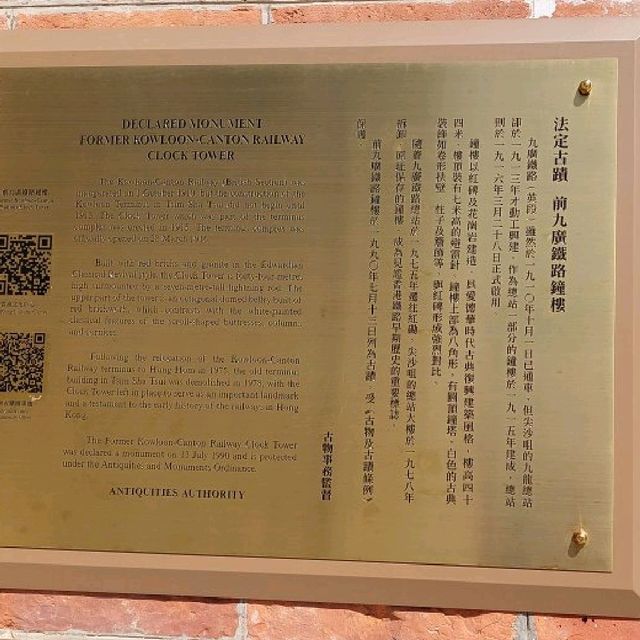 DECLARED MONUMENT
FORMER KOWLOON-CANTON RAILWAY
CLOCK TOWER
The Kowloon-Canton Railway (British Section) was
inaugurated in 1 October 1910, but the construction of the
Kowloon Terminus in Tsim Sha Tsui did not begin until
1913. The Clock Tower which was part of the terminus
complex was erected in 1915. The terminus complex was
officially opened on 28 March 1916.
Built with red bricks and granite in the Edwardian
Classical Revival style, the Clock Tower is forty-four metres
high surmounted by a seven-metre-tall lightning rod. The
upper part of the tower is an octagonal domed belfry, built of
red brickwork, which contrasts with the white-painted
classical features of the scroll-shaped buttresses, columns
and cornices.
Following the relocation of the Kowloon-Canton
Railway terminus to Hung Hom in 1975, the old terminus
building in Tsim Sha Tsui was demolished in 1978, with the
Clock Tower left in place to serve as an important landmark
and a testament to the early history of the railways in Hong
Kong.
The Former Kowloon-Canton Railway Clock Tower
was declared a monument on 13 July 1990 and is protected
under the Antiquities and Monuments Ordinance.
ANTIQUITIES AUTHORITY
法定古蹟 前九廣鐵路鐘樓
九廣鐵路（英段）雖然於一九一○年十月一日已通車，但尖沙咀的九龍總站
卻於一九一三年才動工興建。作為總站一部分的鐘樓於一九一五年建成，總站
則於一九一六年三月二十八日正式啟用。
鐘樓以紅磚及花崗岩建造，具愛德華時代古典復興建築風格，樓高四十
四米，樓頂裝有七米高的避雷針。鐘樓上部為八角形，有圓頂鐘塔，白色的古典
裝飾如卷形扶壁、柱子及簷篩等，與紅磚形成強烈對比。
隨着九廣鐵路總站於一九七五年遷往紅磡，尖沙咀的總站大樓於一九七八年
拆卸，原址保存的鐘樓，成為見證香港鐵路早期歷史的重要標誌。
前九廣鐵路鐘樓於一九九○年七月十三日列為古蹟，受《古物及古蹟條例》
保護。
古物事務監督